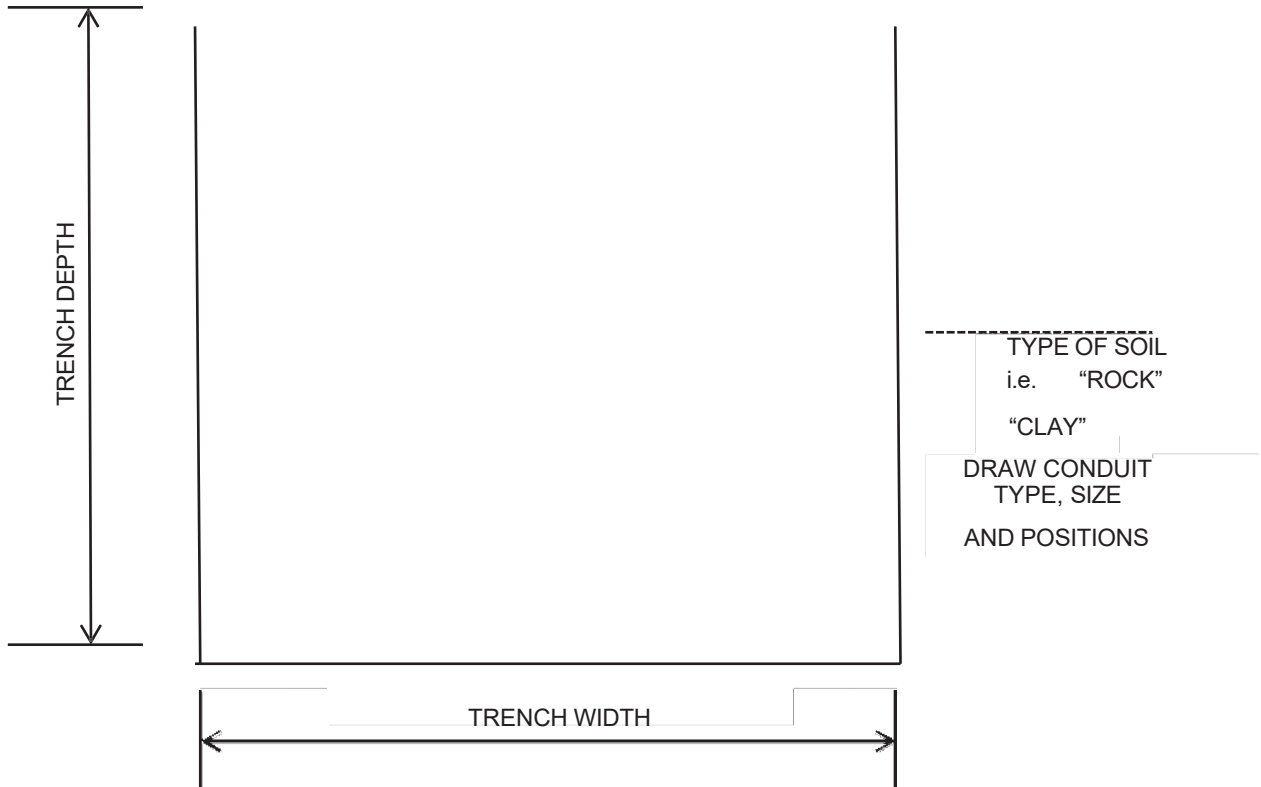 TRENCH DEPTH
TYPE OF SOIL
i.e. “ROCK”
“CLAY”
DRAW CONDUIT
TYPE, SIZE
AND POSITIONS
TRENCH WIDTH